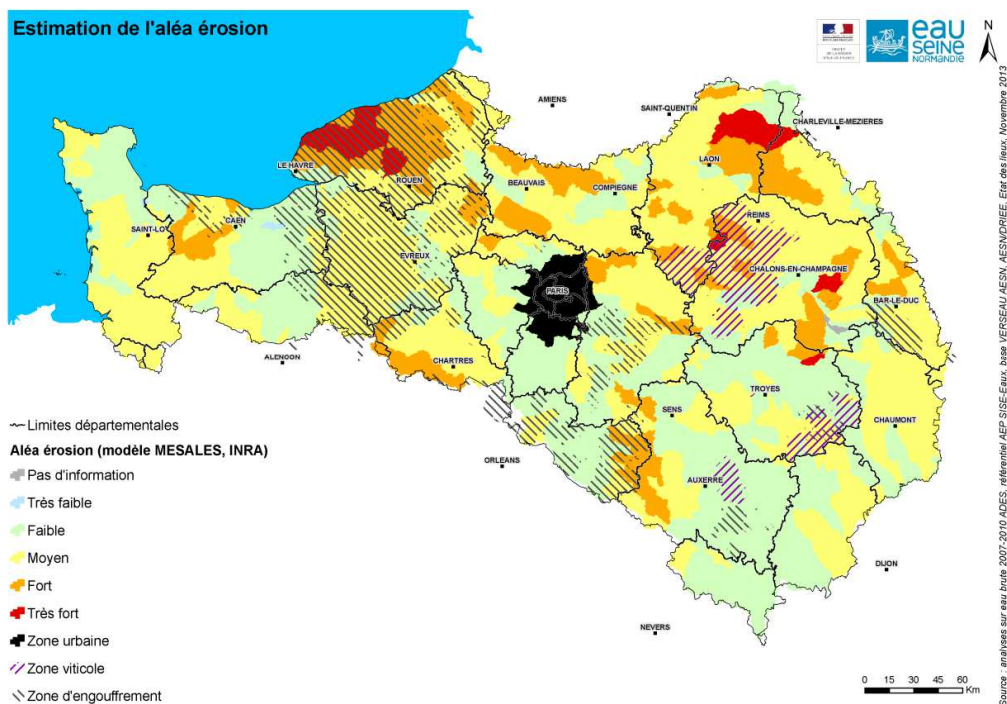 Estimation de l'aléa érosion
eau
SEINE
NORMANDIE
N
AMIENS
SAINT-QUENTIN
CHARLEVILLE-MEZIERES
LAON
LE HAVRE
ROUEN
BEAUVAIS
COMPIEGNE
REIMS
CAEN
SAINT-LO
EVREUX
CHALONS-EN-CHAMPAGNE
PARIS
BAR-LE-DUC
ALENCON
CHARTRES
TROYES
SENS
CHAUMONT
ORLEANS
AUXERRE
DIJON
NEVERS
Limites départementales
Aléa érosion (modèle MESALES, INRA)
Pas d'information
Très faible
Faible
Moyen
Fort
Très fort
Zone urbaine
Zone viticole
Zone d'engouffrement
0 15 30 45 60
Km
Source : analyses sur eau brute 2007-2010 ADES, référentiel AEP SISE-Eaux, base VERSEAU AESN, AESN/DRIEE, Etat des lieux, Novembre 2013